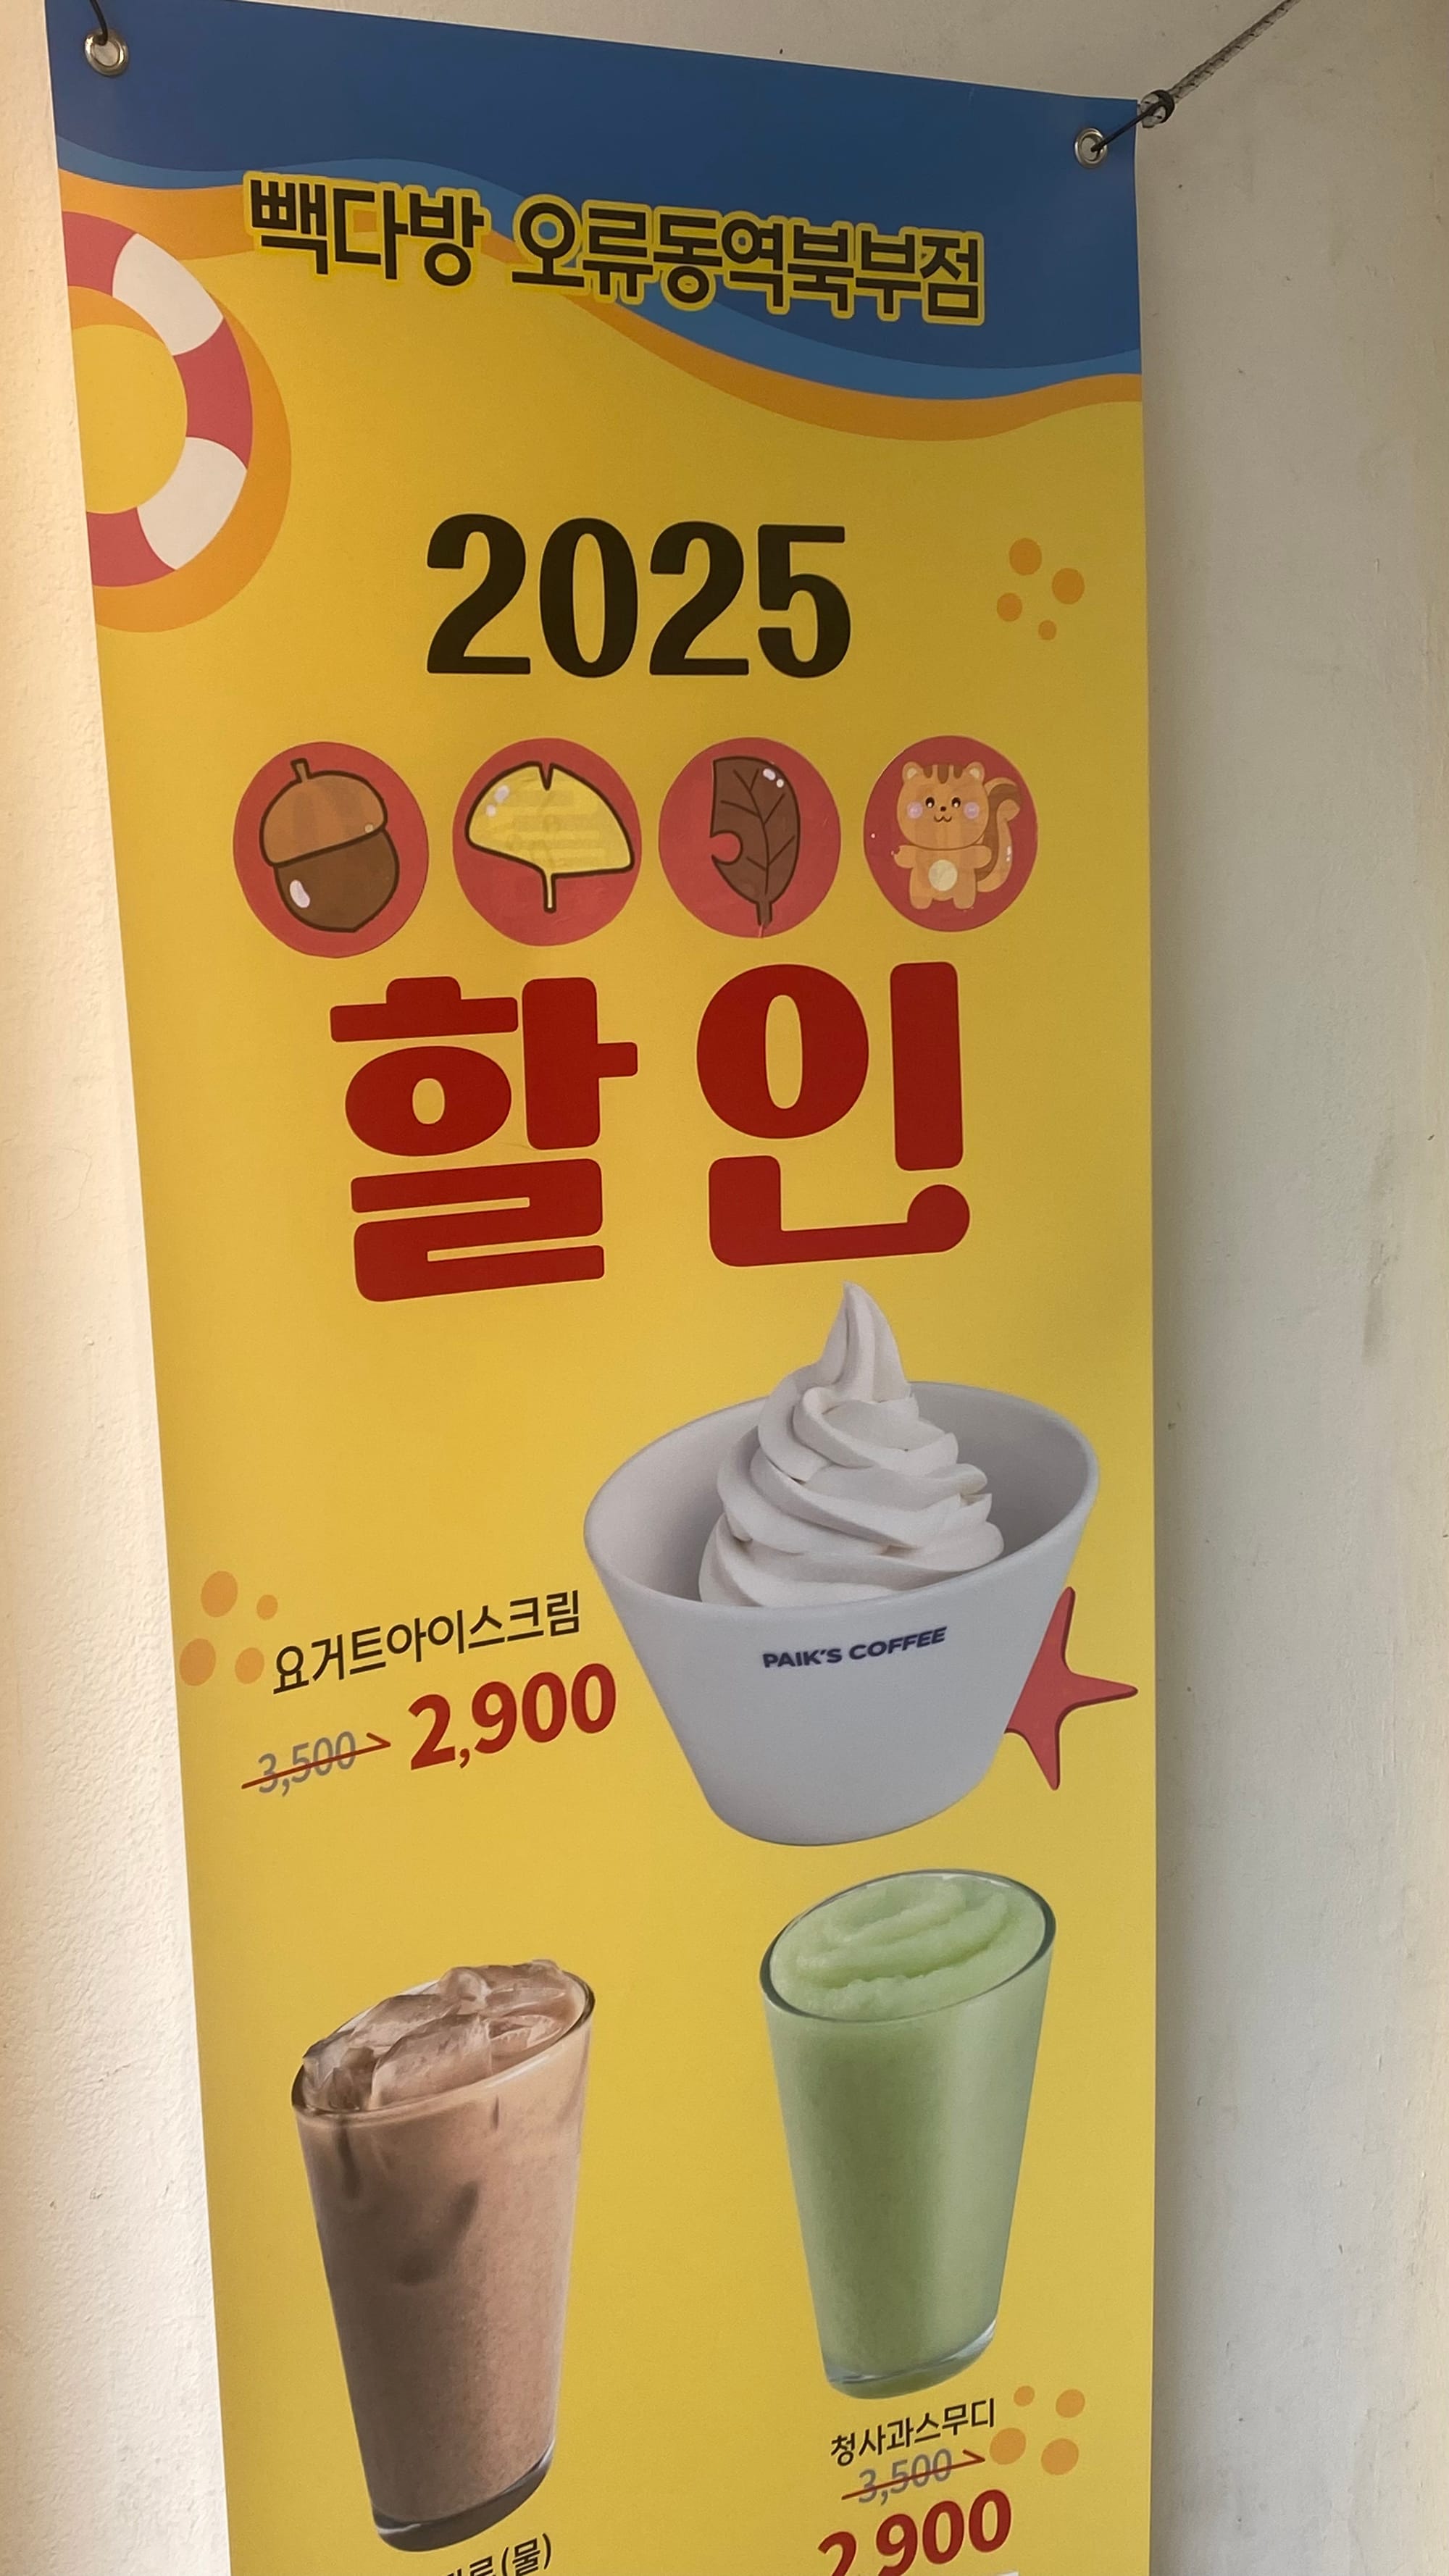 빽다방 오류동역북부점
2025
할인
PAIK'S COFFEE
요거트아이스크림
3,500 2,900
청사과스무디
3,500
2,900
(물)